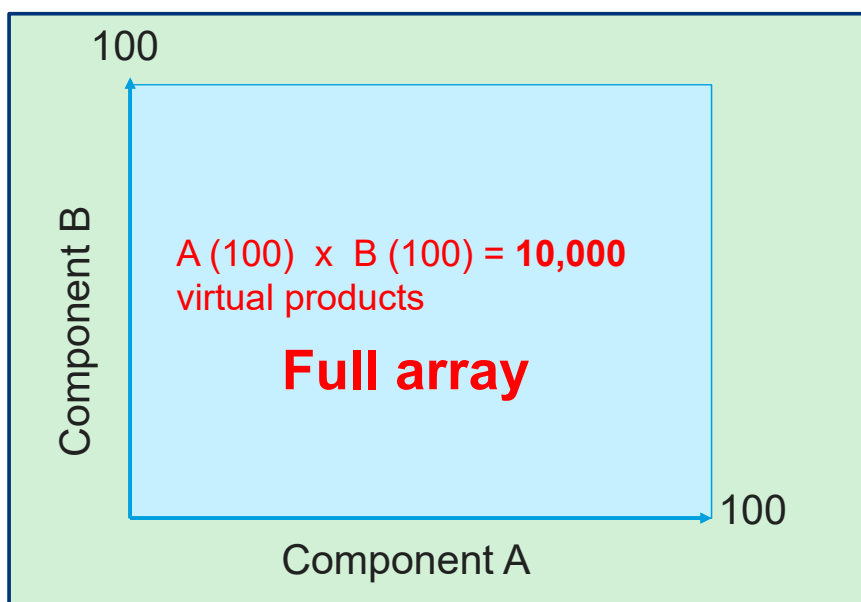 100
Component B
A (100) x B (100) = 10,000
virtual products
Full array
100
Component A